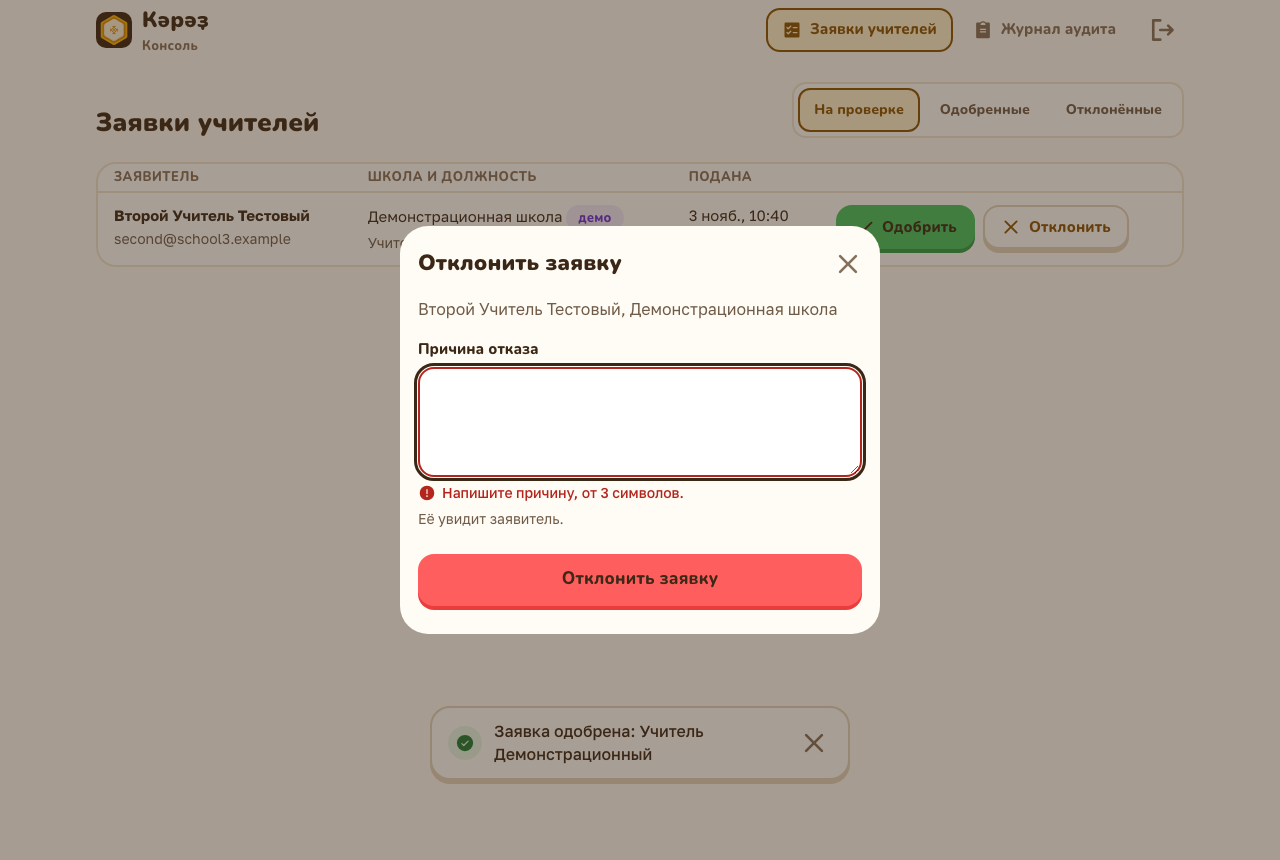 Кәрәҙ
Консоль
Заявки учителей
Журнал аудита
Заявки учителей
На проверке
Одобренные
Отклонённые
ЗАЯВИТЕЛЬ
ШКОЛА И ДОЛЖНОСТЬ
ПОДАНА
Второй Учитель Тестовый
Демонстрационная школа демо
3 нояб., 10:40
Одобрить
Отклонить
second@school3.example
Отклонить заявку
Второй Учитель Тестовый, Демонстрационная школа
Причина отказа
Напишите причину, от 3 символов.
Её увидит заявитель.
Отклонить заявку
Заявка одобрена: Учитель
Демонстрационный